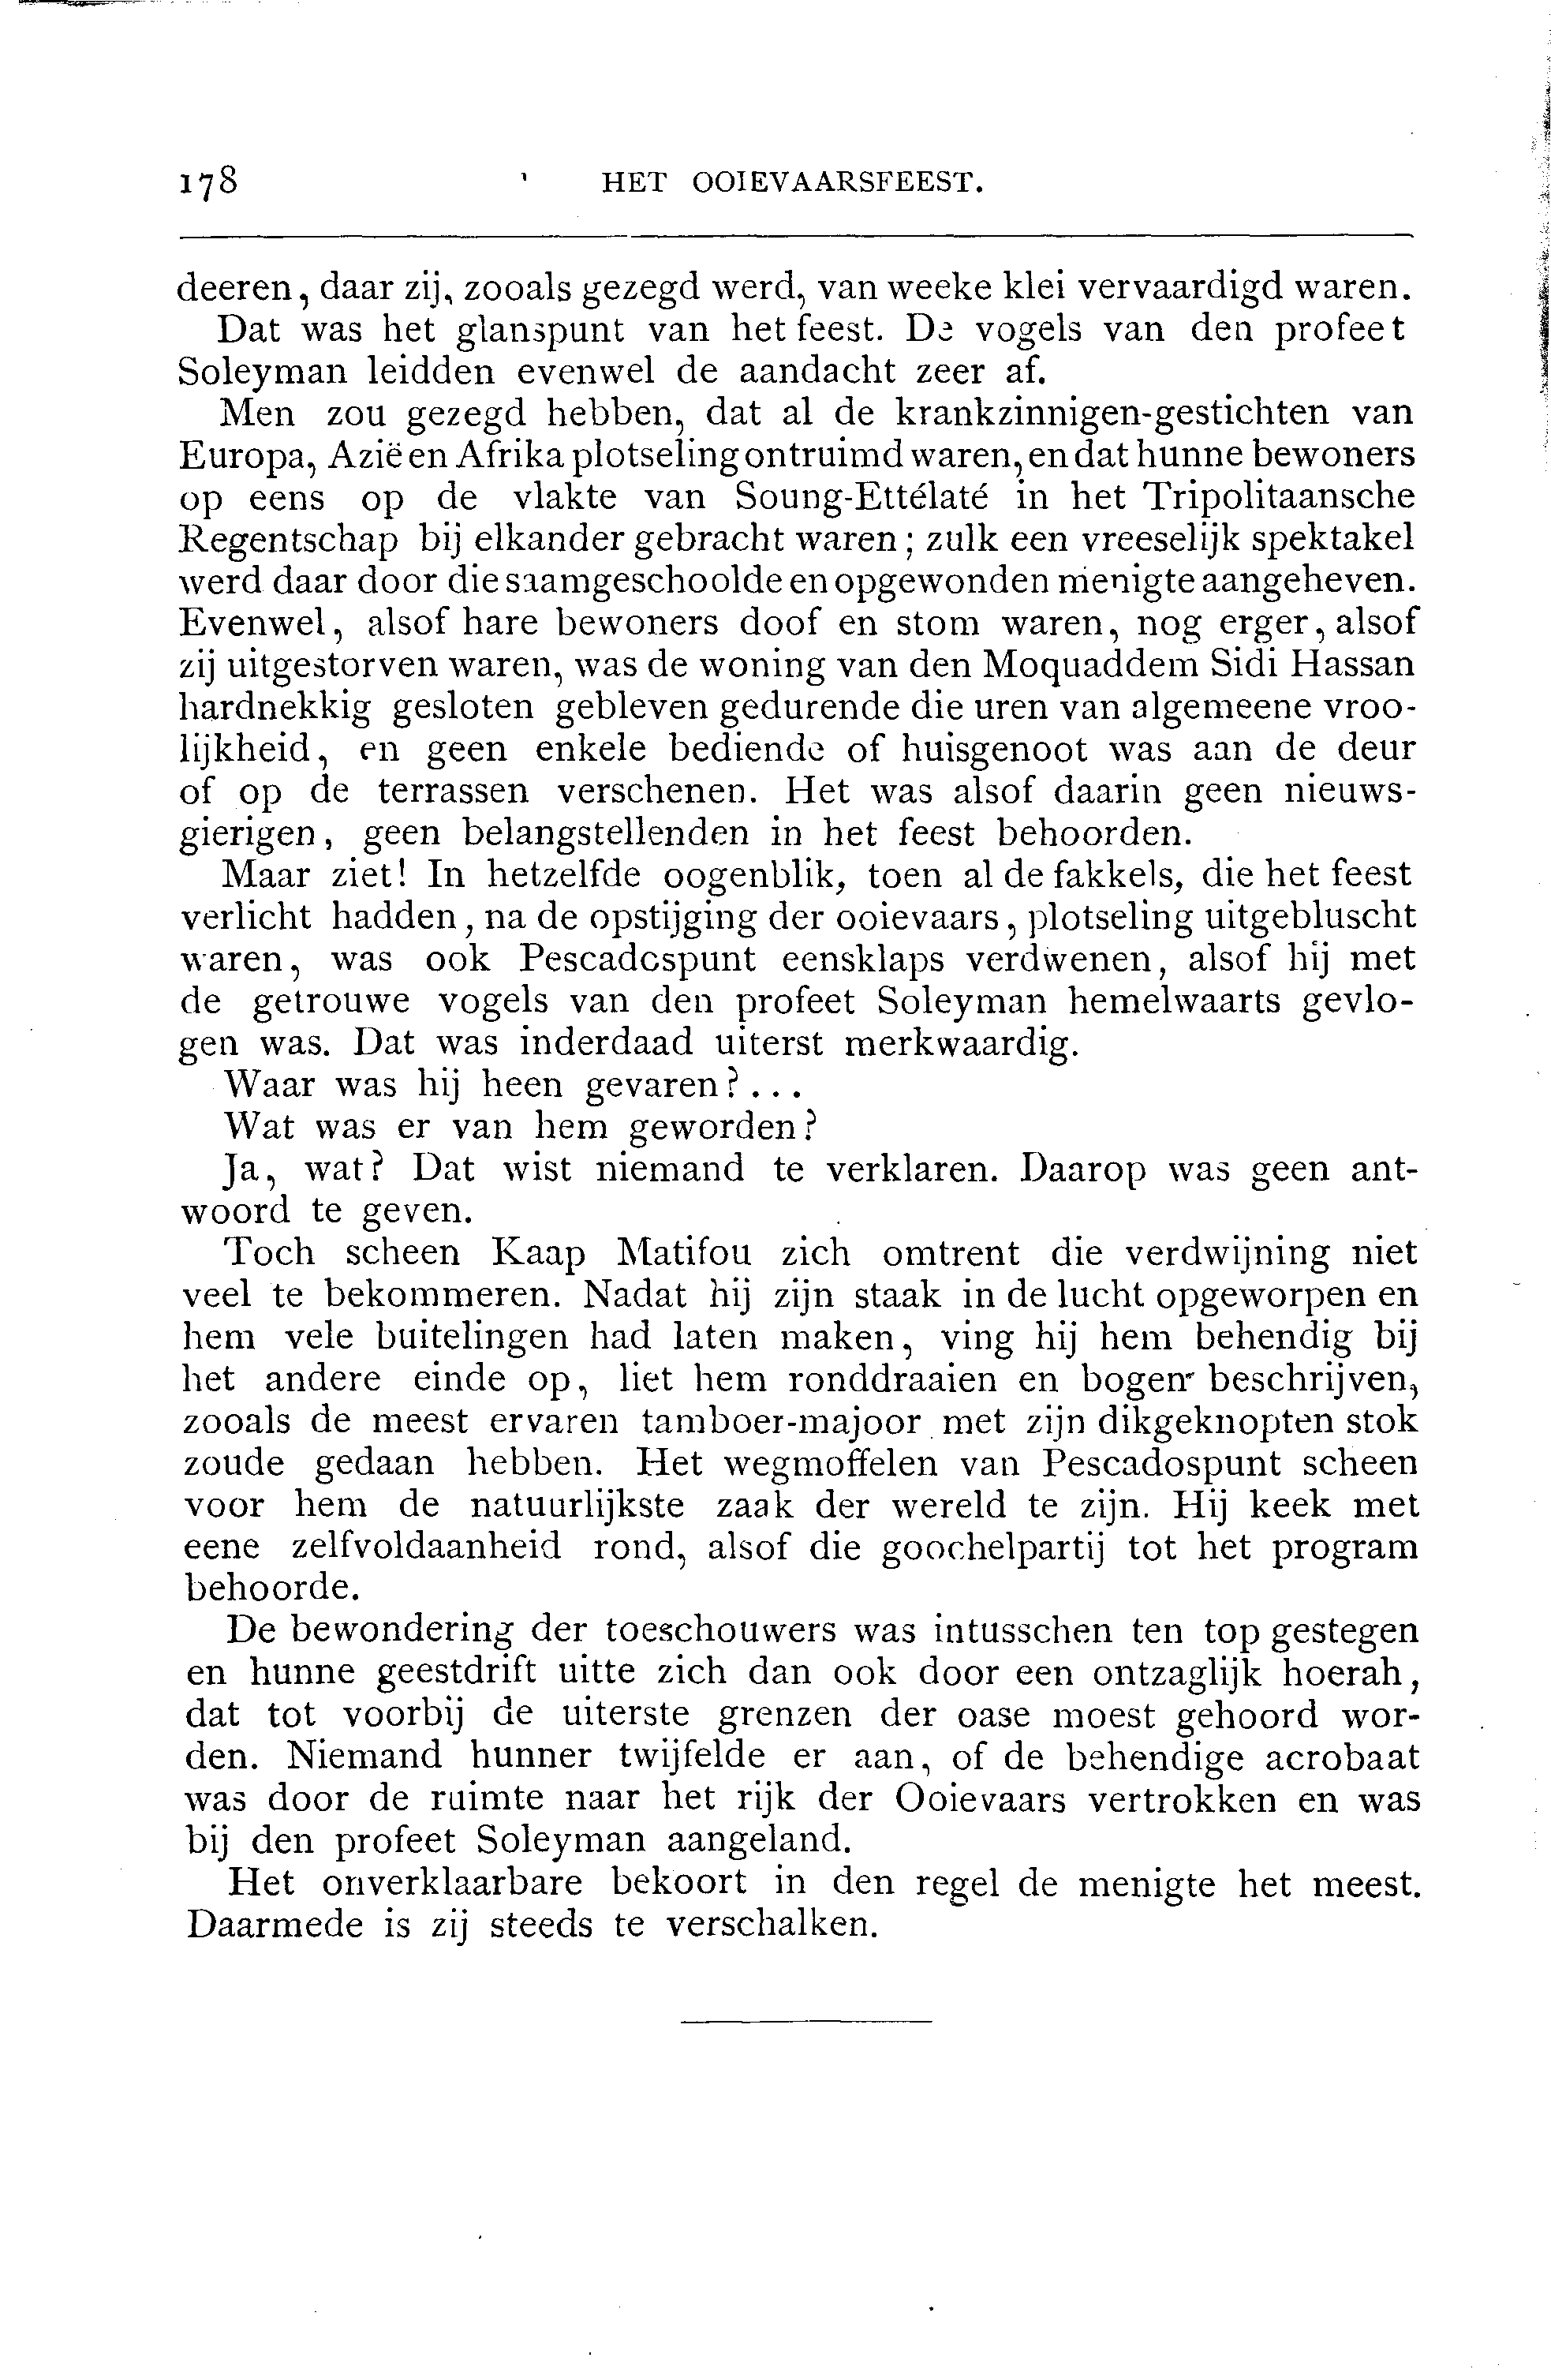 178 HET OOIEVAARSFEEST.
deeren, daar zij, zooals gezegd werd, van weeke klei vervaardigd waren.
Dat was het glanspunt van het feest. De vogels van den profeet
Soleyman leidden evenwel de aandacht zeer af.
Men zou gezegd hebben, dat al de krankzinnigen-gestichten van
Europa, Azië en Afrika plotseling ontruimd waren, en dat hunne bewoners
op eens op de vlakte van Soung-Ettélaté in het Tripolitaansche
Regentschap bij elkander gebracht waren; zulk een vreeselijk spektakel
werd daar door die saamgeschoolde en opgewonden menigte aangeheven.
Evenwel, alsof hare bewoners doof en stom waren, nog erger, alsof
zij uitgestorven waren, was de woning van den Moquaddem Sidi Hassan
hardnekkig gesloten gebleven gedurende die uren van algemeene vroo-
lijkheid, en geen enkele bediende of huisgenoot was aan de deur
of op de terrassen verschenen. Het was alsof daarin geen nieuws-
gierigen, geen belangstellenden in het feest behoorden.
Maar ziet! In hetzelfde oogenblik, toen al de fakkels, die het feest
verlicht hadden, na de opstijging der ooievaars, plotseling uitgebluscht
waren, was ook Pescadospunt eensklaps verdwenen, alsof hij met
de getrouwe vogels van den profeet Soleyman hemelwaarts gevlo-
gen was. Dat was inderdaad uiterst merkwaardig.
Waar was hij heen gevaren?...
Wat was er van hem geworden?
Ja, wat? Dat wist niemand te verklaren. Daarop was geen ant-
woord te geven.
Toch scheen Kaap Matifou zich omtrent die verdwijning niet
veel te bekommeren. Nadat hij zijn staak in de lucht opgeworpen en
hem vele buitelingen had laten maken, ving hij hem behendig bij
het andere einde op, liet hem ronddraaien en bogen beschrijven,
zooals de meest ervaren tamboer-majoor met zijn dikgeknopten stok
zoude gedaan hebben. Het wegmoffelen van Pescadospunt scheen
voor hem de natuurlijkste zaak der wereld te zijn. Hij keek met
eene zelfvoldaanheid rond, alsof die goochelpartij tot het program
behoorde.
De bewondering der toeschouwers was intusschen ten top gestegen
en hunne geestdrift uitte zich dan ook door een ontzaglijk hoerah,
dat tot voorbij de uiterste grenzen der oase moest gehoord wor-
den. Niemand hunner twijfelde er aan, of de behendige acrobaat
was door de ruimte naar het rijk der Ooievaars vertrokken en was
bij den profeet Soleyman aangeland.
Het onverklaarbare bekoort in den regel de menigte het meest.
Daarmede is zij steeds te verschalken.